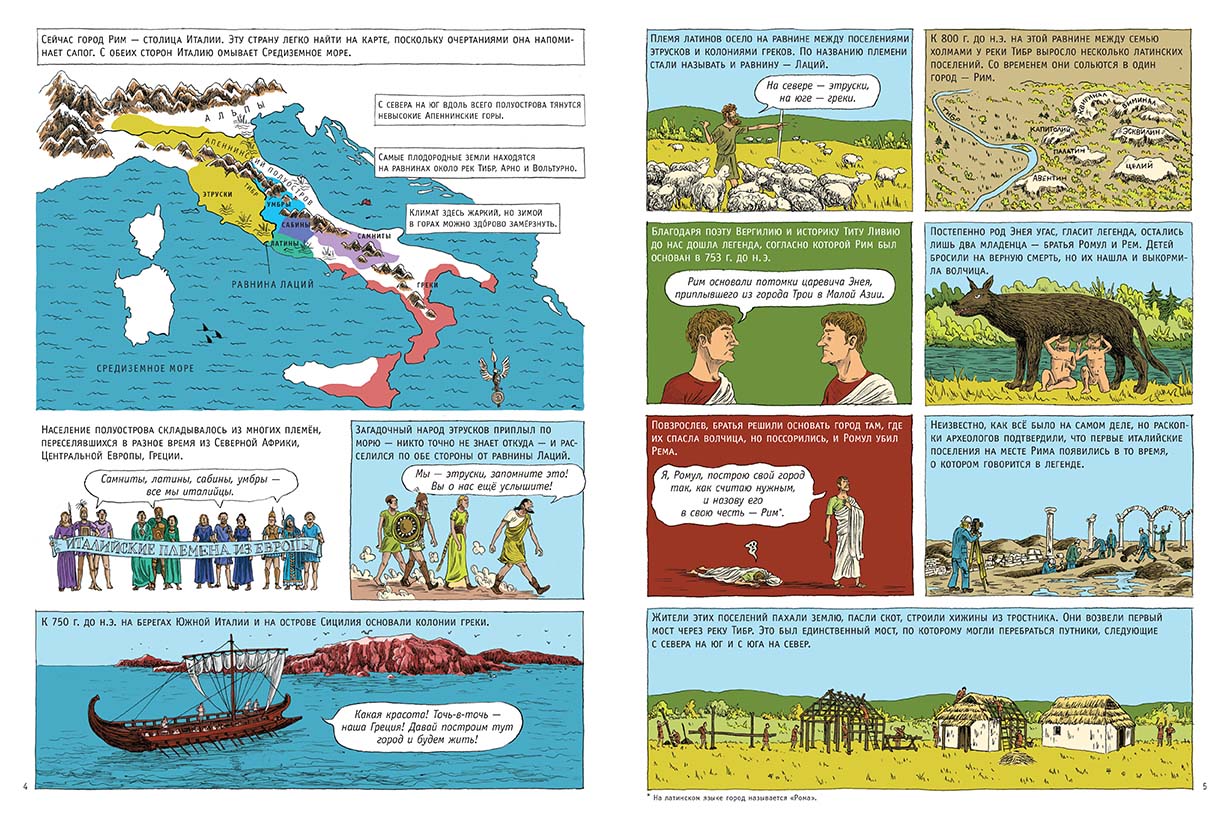 Сейчас город Рим — столица Италии. Эту страну легко найти на карте, поскольку очертаниями она напоми-
нает сапог. С обеих сторон Италию омывает Средиземное море.
С севера на юг вдоль всего полуострова тянутся
невысокие Апеннинские горы.
Самые плодородные земли находятся
на равнинах около рек Тибр, Арно и Вольтурно.
Климат здесь жаркий, но зимой
в горах можно здо́рово замёрзнуть.
АЛЬПЫ
АПЕННИНСКИЙ ПОЛУОСТРОВ
ЭТРУСКИ
ТИБР
УМБРЫ
САБИНЫ
САМНИТЫ
ЛАТИНЫ
РАВНИНА ЛАЦИЙ
ГРЕКИ
С
СРЕДИЗЕМНОЕ МОРЕ
Население полуострова складывалось из многих племён,
переселявшихся в разное время из Северной Африки,
Центральной Европы, Греции.
Самниты, латины, сабины, умбры —
все мы италийцы.
ИТАЛИЙСКИЕ ПЛЕМЕНА ИЗ ЕВРОПЫ
Загадочный народ этрусков приплыл по
морю — никто точно не знает откуда — и рас-
селился по обе стороны от равнины Лаций.
Мы — этруски, запомните это!
Вы о нас ещё услышите!
К 750 г. до н.э. на берегах Южной Италии и на острове Сицилия основали колонии греки.
Какая красота! Точь-в-точь —
наша Греция! Давай построим тут
город и будем жить!
4
Племя латинов осело на равнине между поселениями
этрусков и колониями греков. По названию племени
стали называть и равнину — Лаций.
На севере — этруски,
на юге — греки.
К 800 г. до н.э. на этой равнине между семью
холмами у реки Тибр выросло несколько латинских
поселений. Со временем они сольются в один
город — Рим.
ТИБР
КВИРИНАЛ
ВИМИНАЛ
КАПИТОЛИЙ
ЭСКВИЛИН
ПАЛАТИН
ЦЕЛИЙ
АВЕНТИН
Благодаря поэту Вергилию и историку Титу Ливию
до нас дошла легенда, согласно которой Рим был
основан в 753 г. до н.э.
Рим основали потомки царевича Энея,
приплывшего из города Трои в Малой Азии.
Постепенно род Энея угас, гласит легенда, остались
лишь два младенца — братья Ромул и Рем. Детей
бросили на верную смерть, но их нашла и выкорми-
ла волчица.
Повзрослев, братья решили основать город там, где
их спасла волчица, но поссорились, и Ромул убил
Рема.
Я, Ромул, построю свой город
так, как считаю нужным,
и назову его
в свою честь — Рим*.
Неизвестно, как всё было на самом деле, но раскоп-
ки археологов подтвердили, что первые италийские
поселения на месте Рима появились в то время,
о котором говорится в легенде.
Жители этих поселений пахали землю, пасли скот, строили хижины из тростника. Они возвели первый
мост через реку Тибр. Это был единственный мост, по которому могли перебраться путники, следующие
с севера на юг и с юга на север.
* На латинском языке город называется «Рома».
5